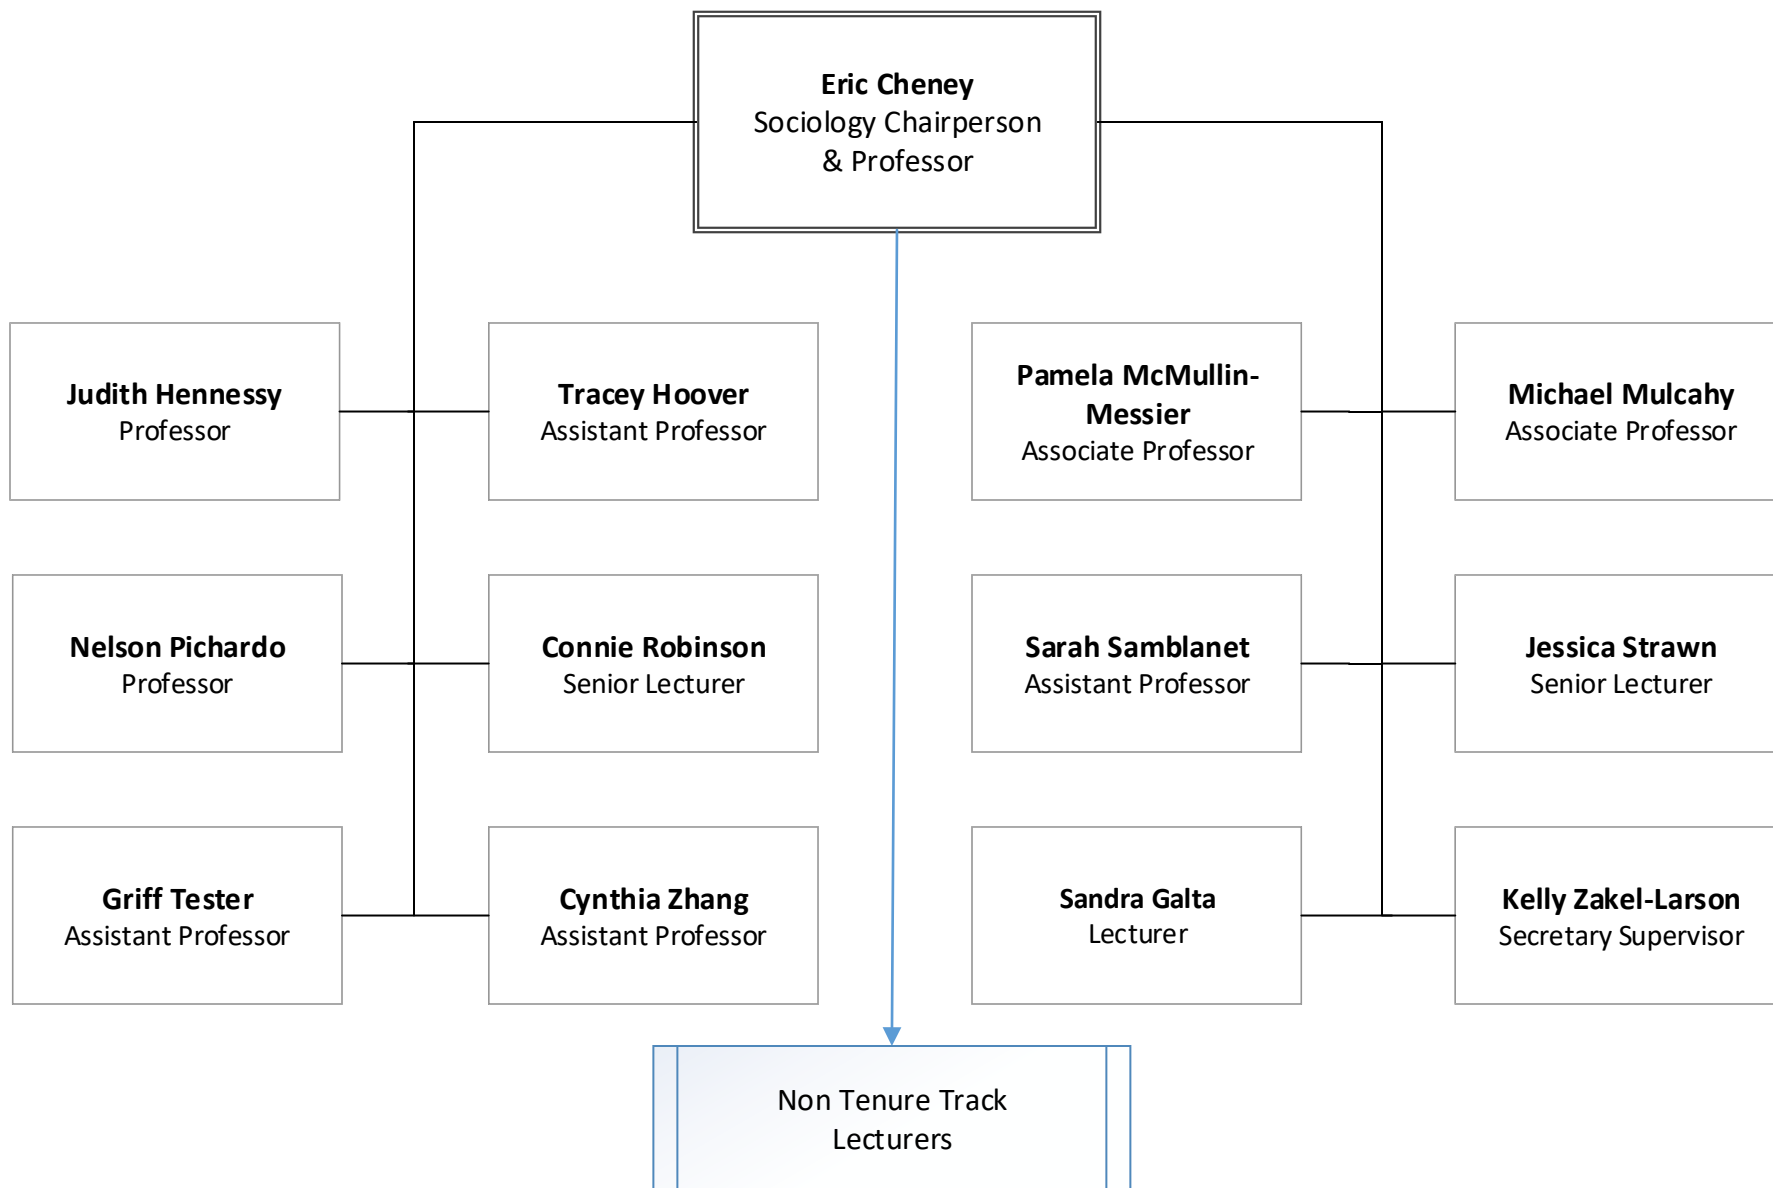 Eric Cheney
Sociology Chairperson
& Professor
Judith Hennessy
Professor
Tracey Hoover
Assistant Professor
Pamela McMullin-
Messier
Associate Professor
Michael Mulcahy
Associate Professor
Nelson Pichardo
Professor
Connie Robinson
Senior Lecturer
Sarah Samblanet
Assistant Professor
Jessica Strawn
Senior Lecturer
Griff Tester
Assistant Professor
Cynthia Zhang
Assistant Professor
Sandra Galta
Lecturer
Kelly Zakel-Larson
Secretary Supervisor
Non Tenure Track
Lecturers